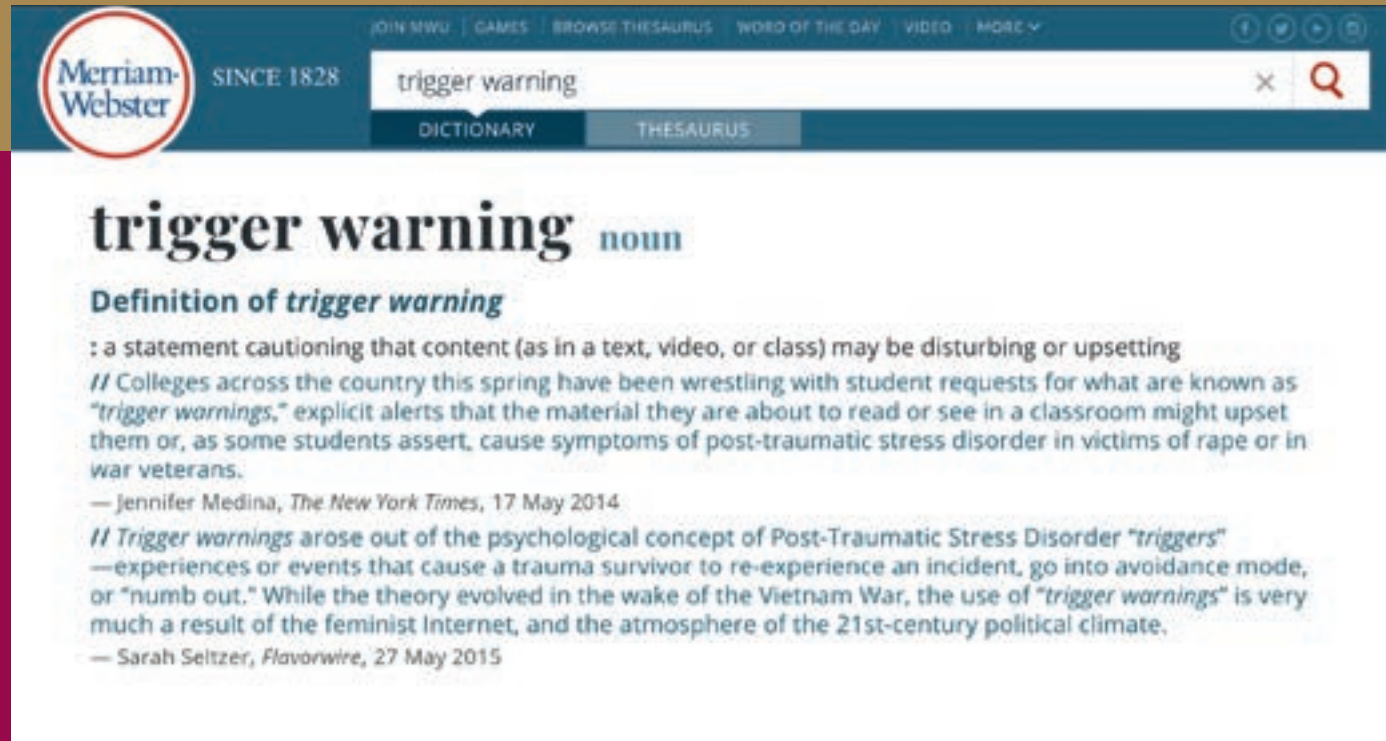 JOIN MWU | GAMES | BROWSE THESAURUS | WORD OF THE DAY | VIDEO | MORE
Merriam-
Webster
SINCE 1828
trigger warning
DICTIONARY THESAURUS
trigger warning noun
Definition of trigger warning
: a statement cautioning that content (as in a text, video, or class) may be disturbing or upsetting
// Colleges across the country this spring have been wrestling with student requests for what are known as
"trigger warnings," explicit alerts that the material they are about to read or see in a classroom might upset
them or, as some students assert, cause symptoms of post-traumatic stress disorder in victims of rape or in
war veterans.
— Jennifer Medina, The New York Times, 17 May 2014
// Trigger warnings arose out of the psychological concept of Post-Traumatic Stress Disorder "triggers"
—experiences or events that cause a trauma survivor to re-experience an incident, go into avoidance mode,
or "numb out." While the theory evolved in the wake of the Vietnam War, the use of "trigger warnings" is very
much a result of the feminist Internet, and the atmosphere of the 21st-century political climate.
— Sarah Seltzer, Flavorwire, 27 May 2015